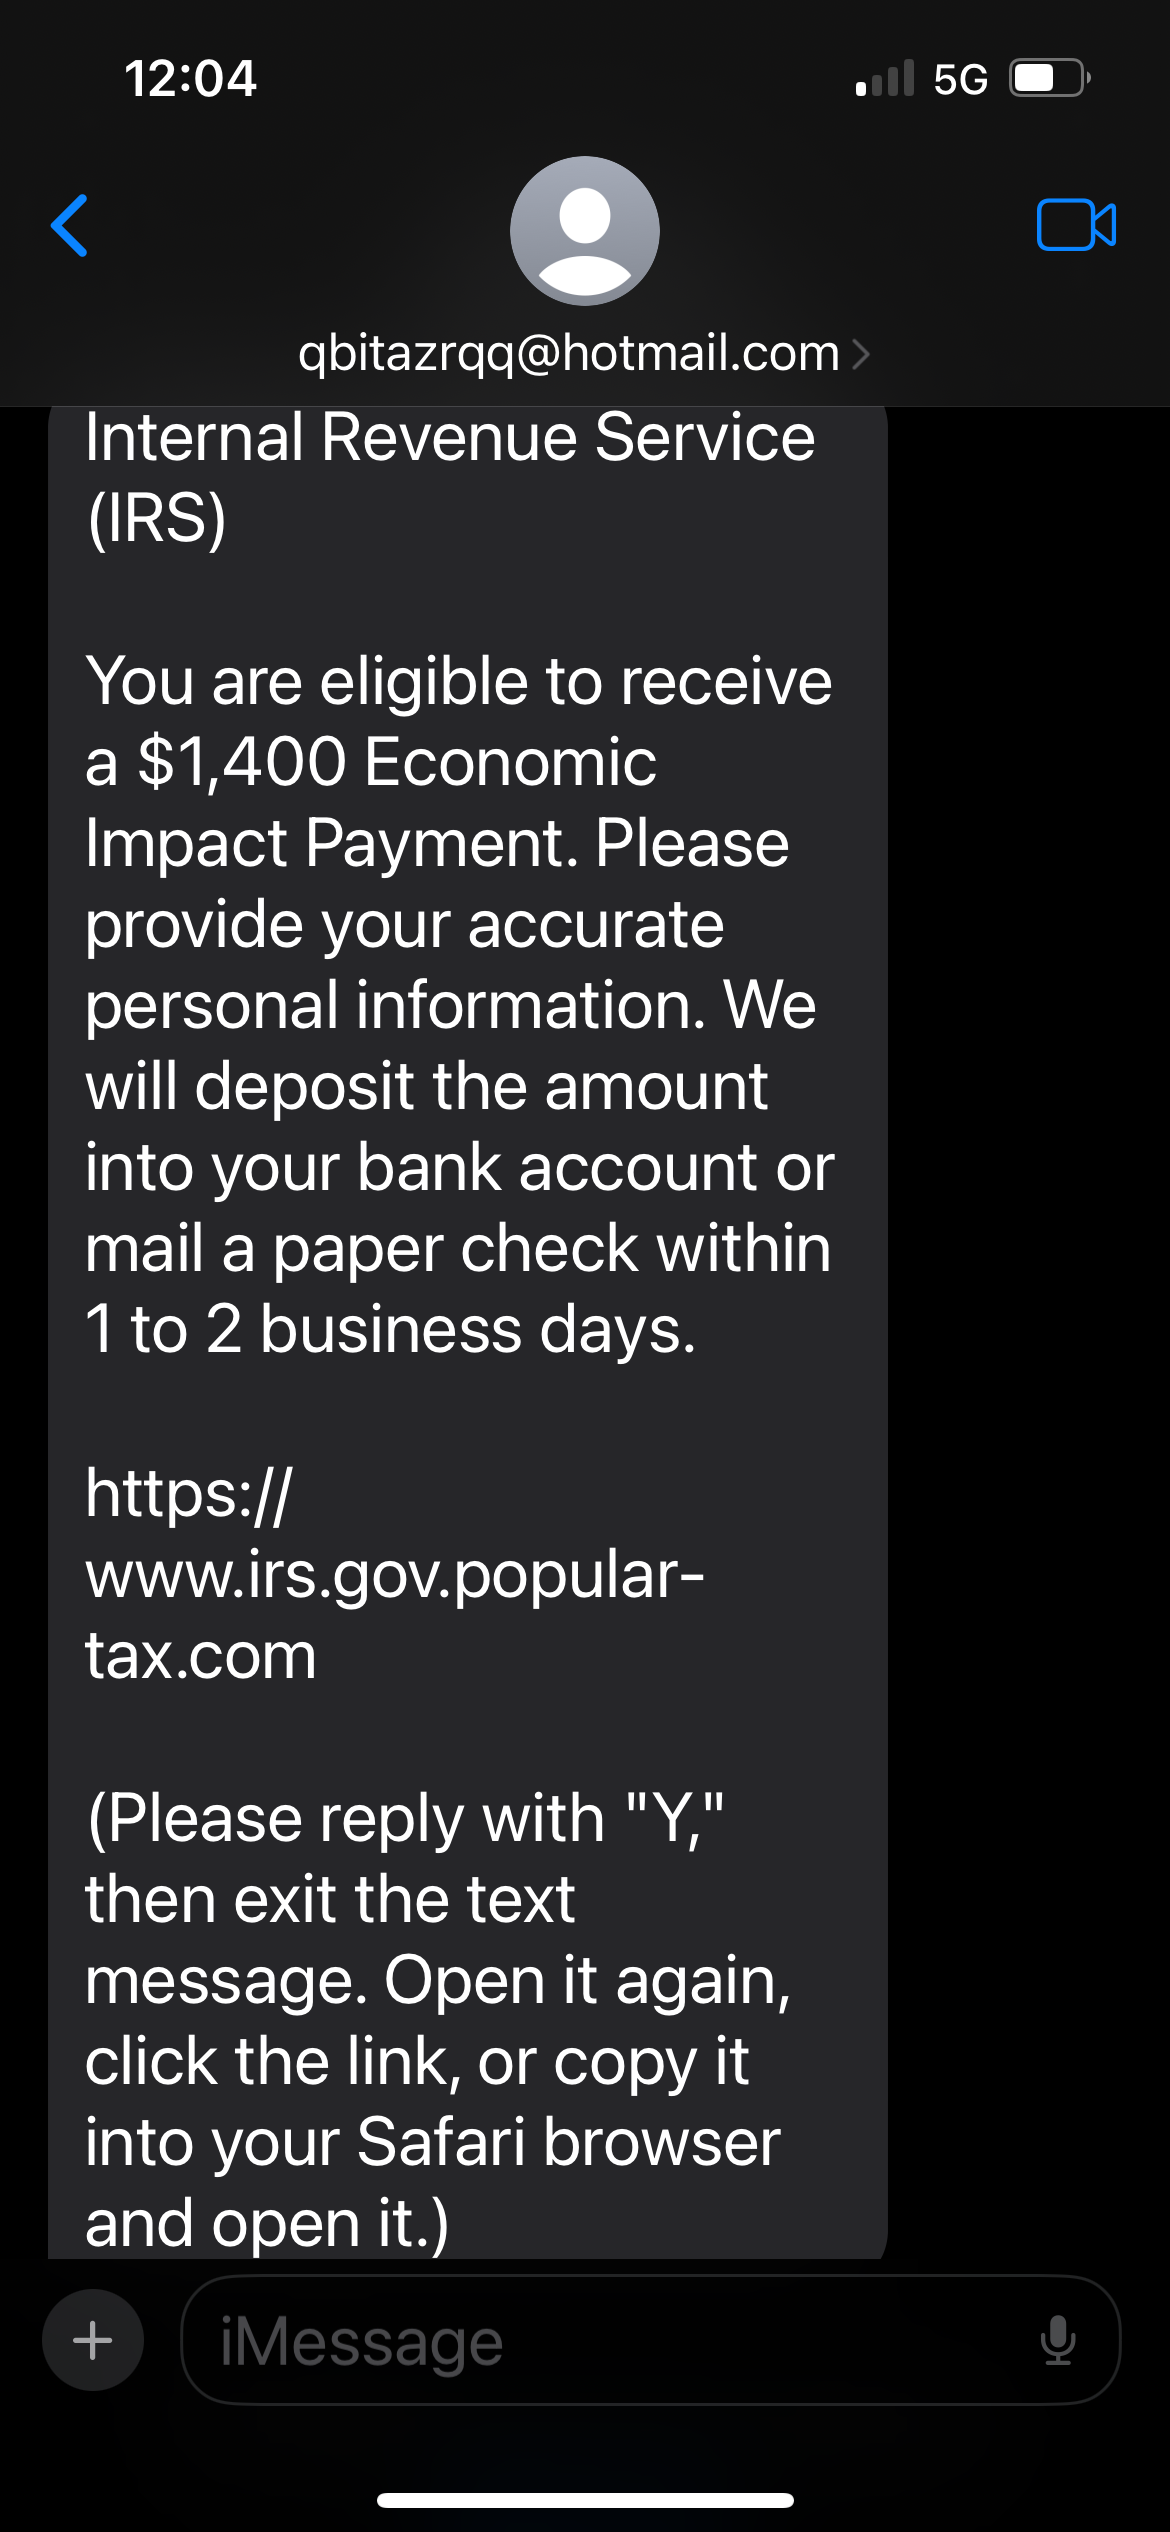 12:04
5G
qbitazrqq@hotmail.com
Internal Revenue Service
(IRS)
You are eligible to receive
a $1,400 Economic
Impact Payment. Please
provide your accurate
personal information. We
will deposit the amount
into your bank account or
mail a paper check within
1 to 2 business days.
https://
www.irs.gov.popular-
tax.com
(Please reply with "Y,"
then exit the text
message. Open it again,
click the link, or copy it
into your Safari browser
and open it.)
iMessage